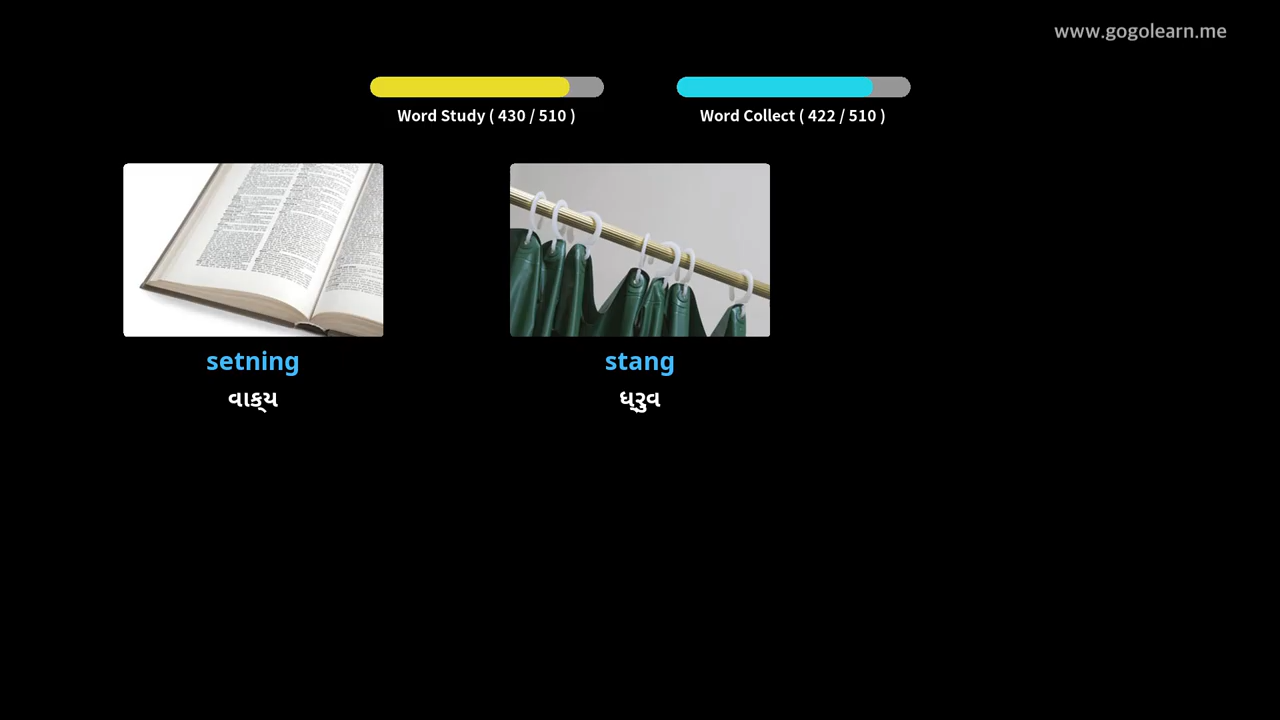 www.gogolearn.me
Word Study ( 430 / 510 )
Word Collect ( 422 / 510 )
setning
વાક્ય
stang
ધ્રુવ